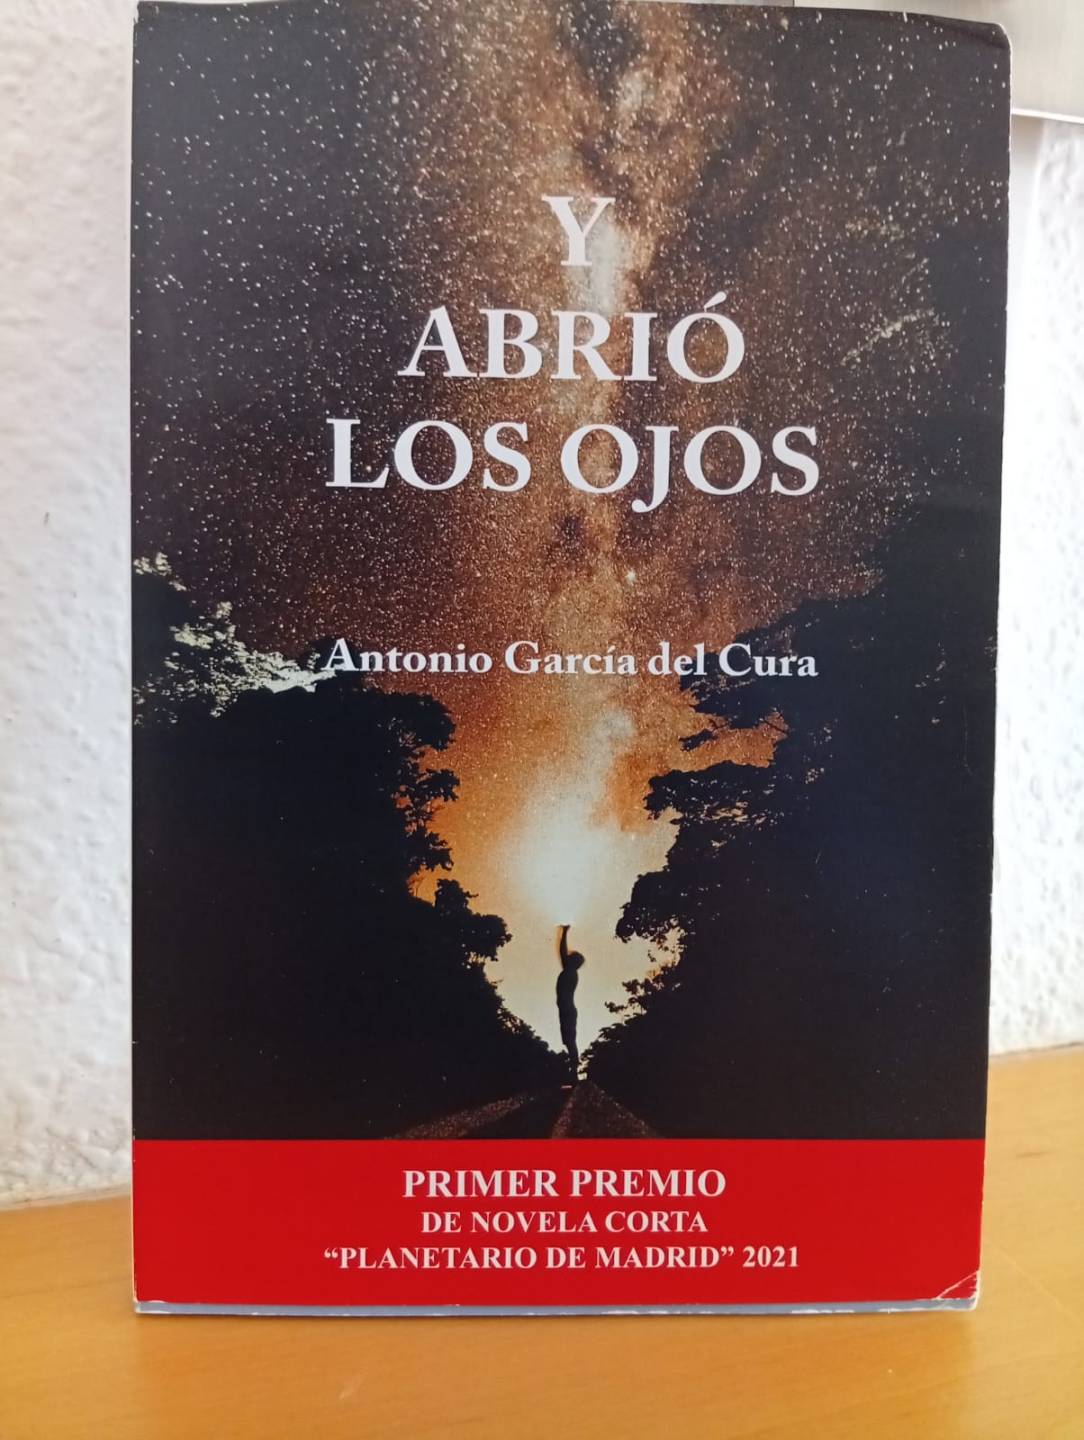 Y
ABRIÓ
LOS OJOS
Antonio García del Cura
PRIMER PREMIO
DE NOVELA CORTA
“PLANETARIO DE MADRID” 2021